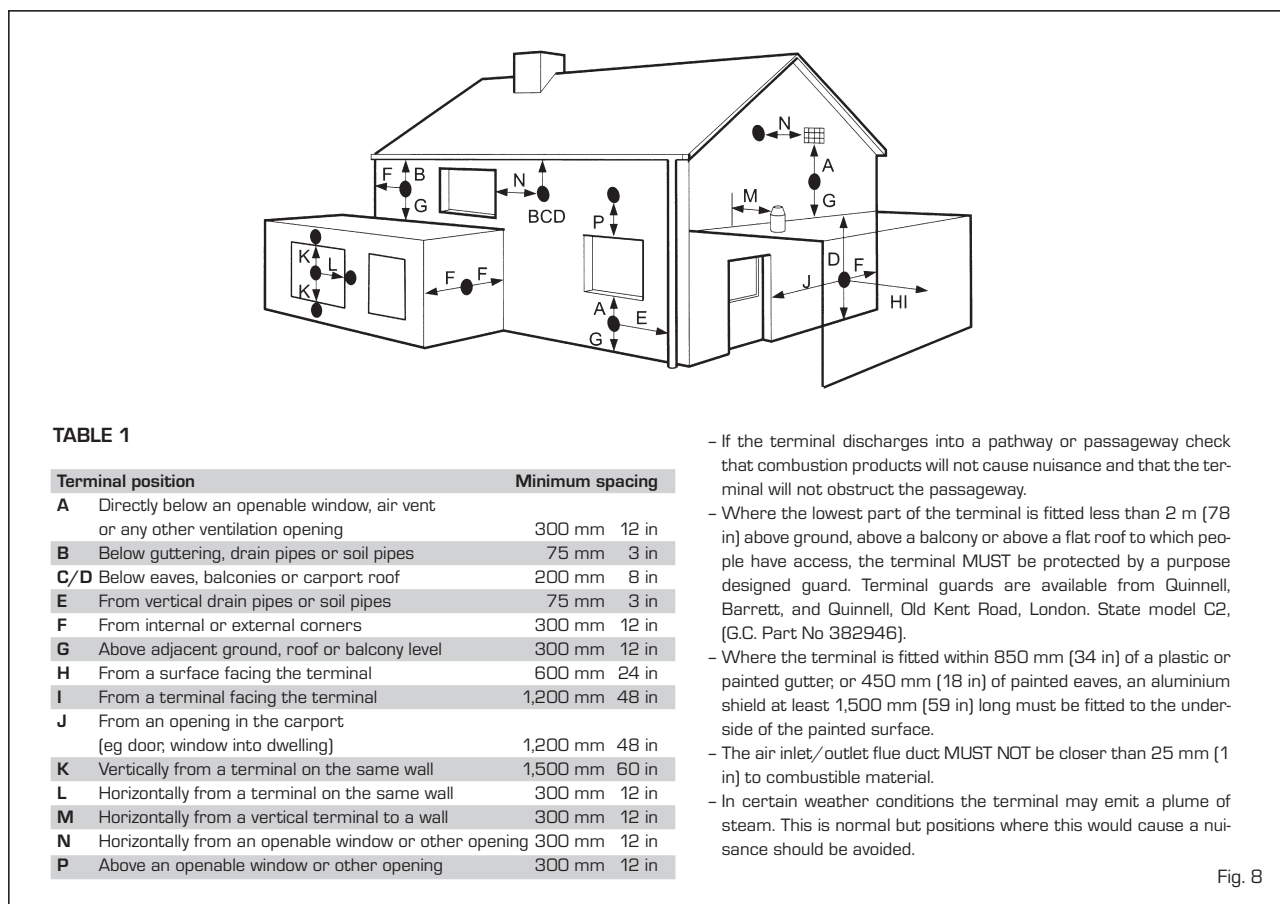 N
A
G
M
F
B
G
N
BCD
P
K
L
K
F
F
A
E
G
D
F
J
HI
TABLE 1
Terminal position Minimum spacing
A Directly below an openable window, air vent
or any other ventilation opening 300 mm 12 in
B Below guttering, drain pipes or soil pipes 75 mm 3 in
C/D Below eaves, balconies or carport roof 200 mm 8 in
E From vertical drain pipes or soil pipes 75 mm 3 in
F From internal or external corners 300 mm 12 in
G Above adjacent ground, roof or balcony level 300 mm 12 in
H From a surface facing the terminal 600 mm 24 in
I From a terminal facing the terminal 1,200 mm 48 in
J From an opening in the carport
(eg door, window into dwelling) 1,200 mm 48 in
K Vertically from a terminal on the same wall 1,500 mm 60 in
L Horizontally from a terminal on the same wall 300 mm 12 in
M Horizontally from a vertical terminal to a wall 300 mm 12 in
N Horizontally from an openable window or other opening 300 mm 12 in
P Above an openable window or other opening 300 mm 12 in
– If the terminal discharges into a pathway or passageway check
that combustion products will not cause nuisance and that the ter-
minal will not obstruct the passageway.
– Where the lowest part of the terminal is fitted less than 2 m (78
in) above ground, above a balcony or above a flat roof to which peo-
ple have access, the terminal MUST be protected by a purpose
designed guard. Terminal guards are available from Quinnell,
Barrett, and Quinnell, Old Kent Road, London. State model C2,
(G.C. Part No 382946).
– Where the terminal is fitted within 850 mm (34 in) of a plastic or
painted gutter, or 450 mm (18 in) of painted eaves, an aluminium
shield at least 1,500 mm (59 in) long must be fitted to the under-
side of the painted surface.
– The air inlet/outlet flue duct MUST NOT be closer than 25 mm (1
in) to combustible material.
– In certain weather conditions the terminal may emit a plume of
steam. This is normal but positions where this would cause a nui-
sance should be avoided.
Fig. 8